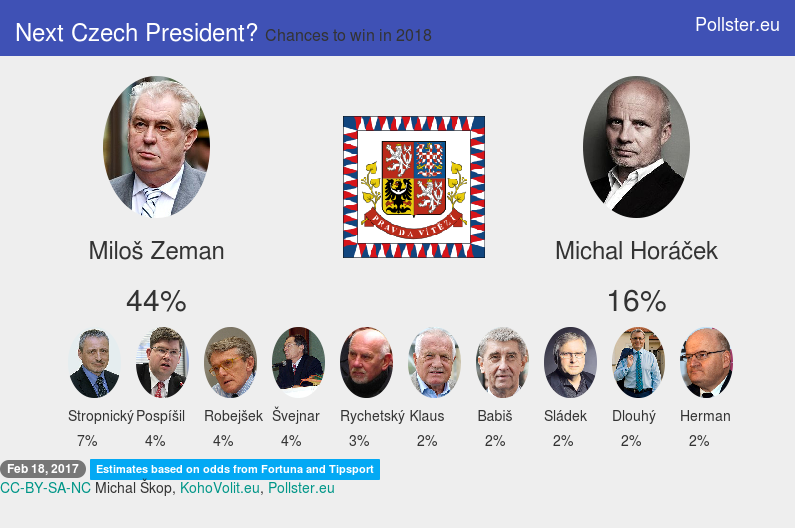 Next Czech President? Chances to win in 2018
Pollster.eu
PRAVDA VÍTĚZÍ
Miloš Zeman
Michal Horáček
44%
16%
Stropnický Pospíšil Robejšek Švejnar Rychetský Klaus Babiš Sládek Dlouhý Herman
7% 4% 4% 4% 3% 2% 2% 2% 2% 2%
Feb 18, 2017 Estimates based on odds from Fortuna and Tipsport
CC-BY-SA-NC Michal Škop, KohoVolit.eu, Pollster.eu